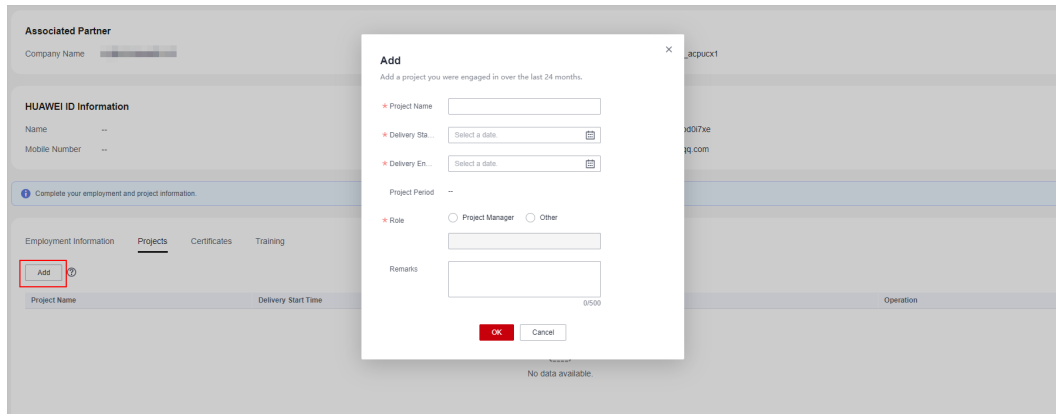 Associated Partner
Company Name
_acpucx1
HUAWEI ID Information
Name --
Mobile Number --
qq.com
Complete your employment and project information.
Employment Information Projects Certificates Training
Add
Project Name Delivery Start Time Operation
No data available.
Add
Add a project you were engaged in over the last 24 months.
* Project Name
* Delivery Sta... Select a date.
* Delivery En... Select a date.
Project Period --
* Role Project Manager Other
Remarks
0/500
OK Cancel